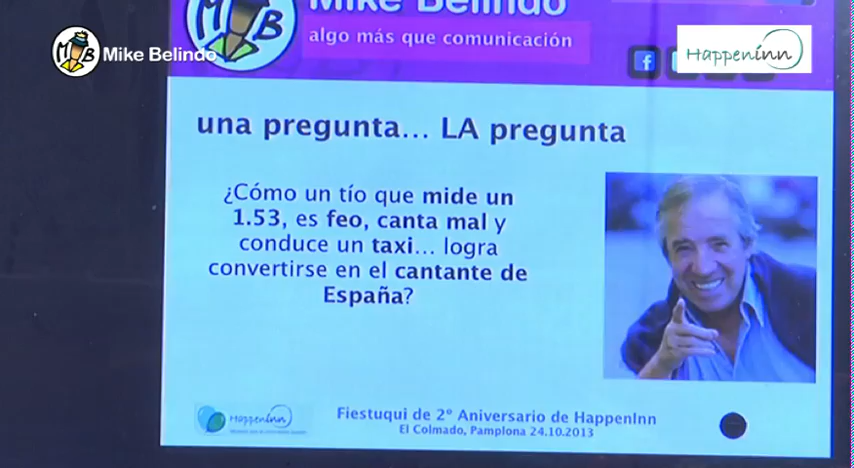 Mike Belindo
MB
algo más que comunicación
MB
Mike Belindo
f
Happeninn
una pregunta... LA pregunta
¿Cómo un tío que mide un
1.53, es feo, canta mal y
conduce un taxi... logra
convertirse en el cantante de
España?
Happeninn
Fiestuqui de 2º Aniversario de HappenInn
El Colmado, Pamplona 24.10.2013